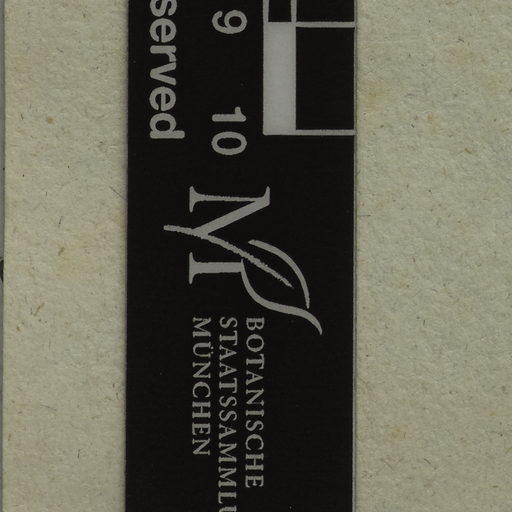 served
9 10
BOTANISCHE
STAATSSAMMLU
MÜNCHEN